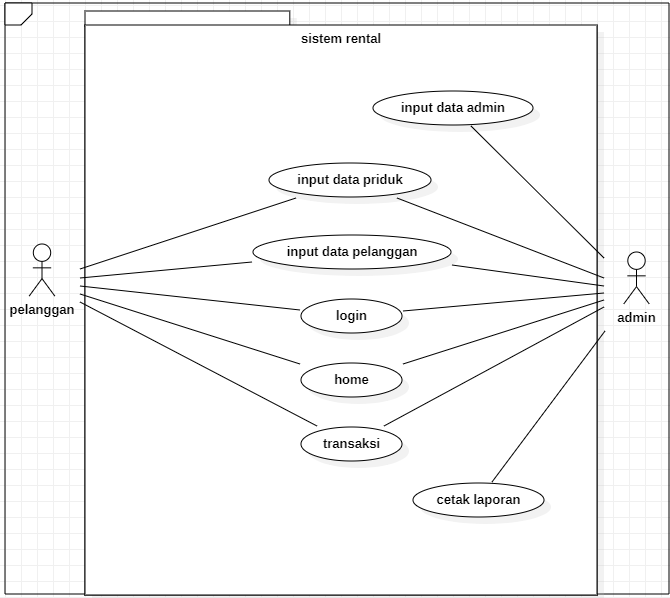 sistem rental
input data admin
input data priduk
input data pelanggan
pelanggan
login
admin
home
transaksi
cetak laporan